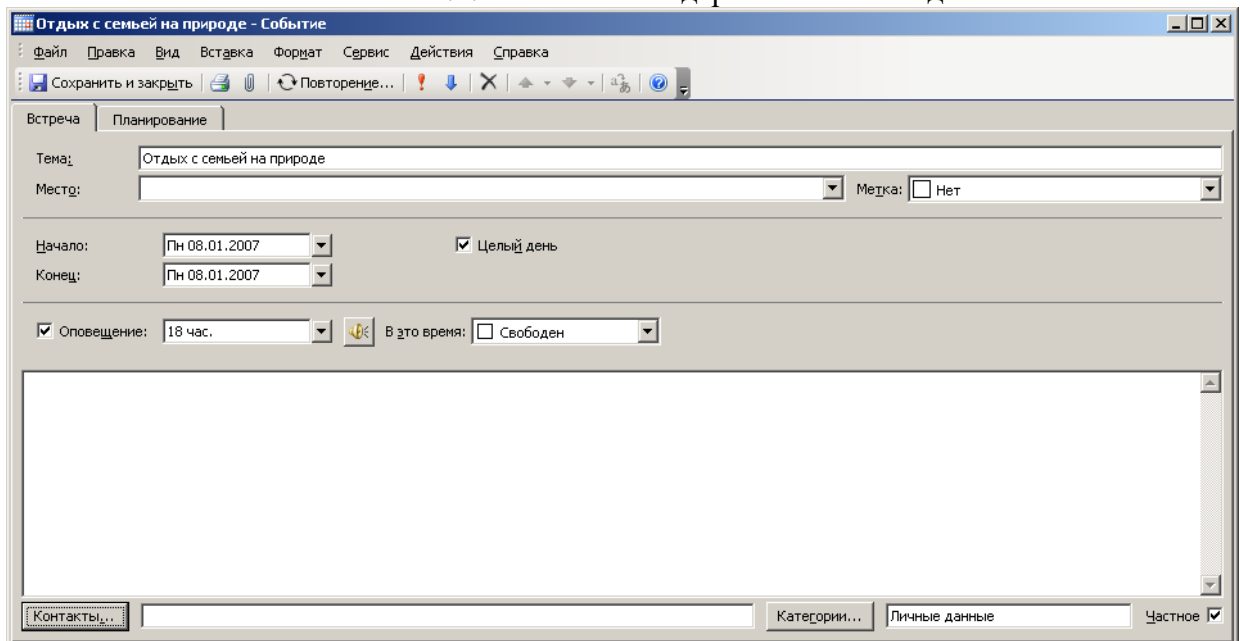 Отдых с семьей на природе - Событие
Файл Правка Вид Вставка Формат Сервис Действия Справка
Сохранить и закрыть Повторение...
Встреча Планирование
Тема: Отдых с семьей на природе
Место: Метка: Нет
Начало: Пн 08.01.2007 Целый день
Конец: Пн 08.01.2007
Оповещение: 18 час. В это время: Свободен
Контакты... Категории... Личные данные Частное